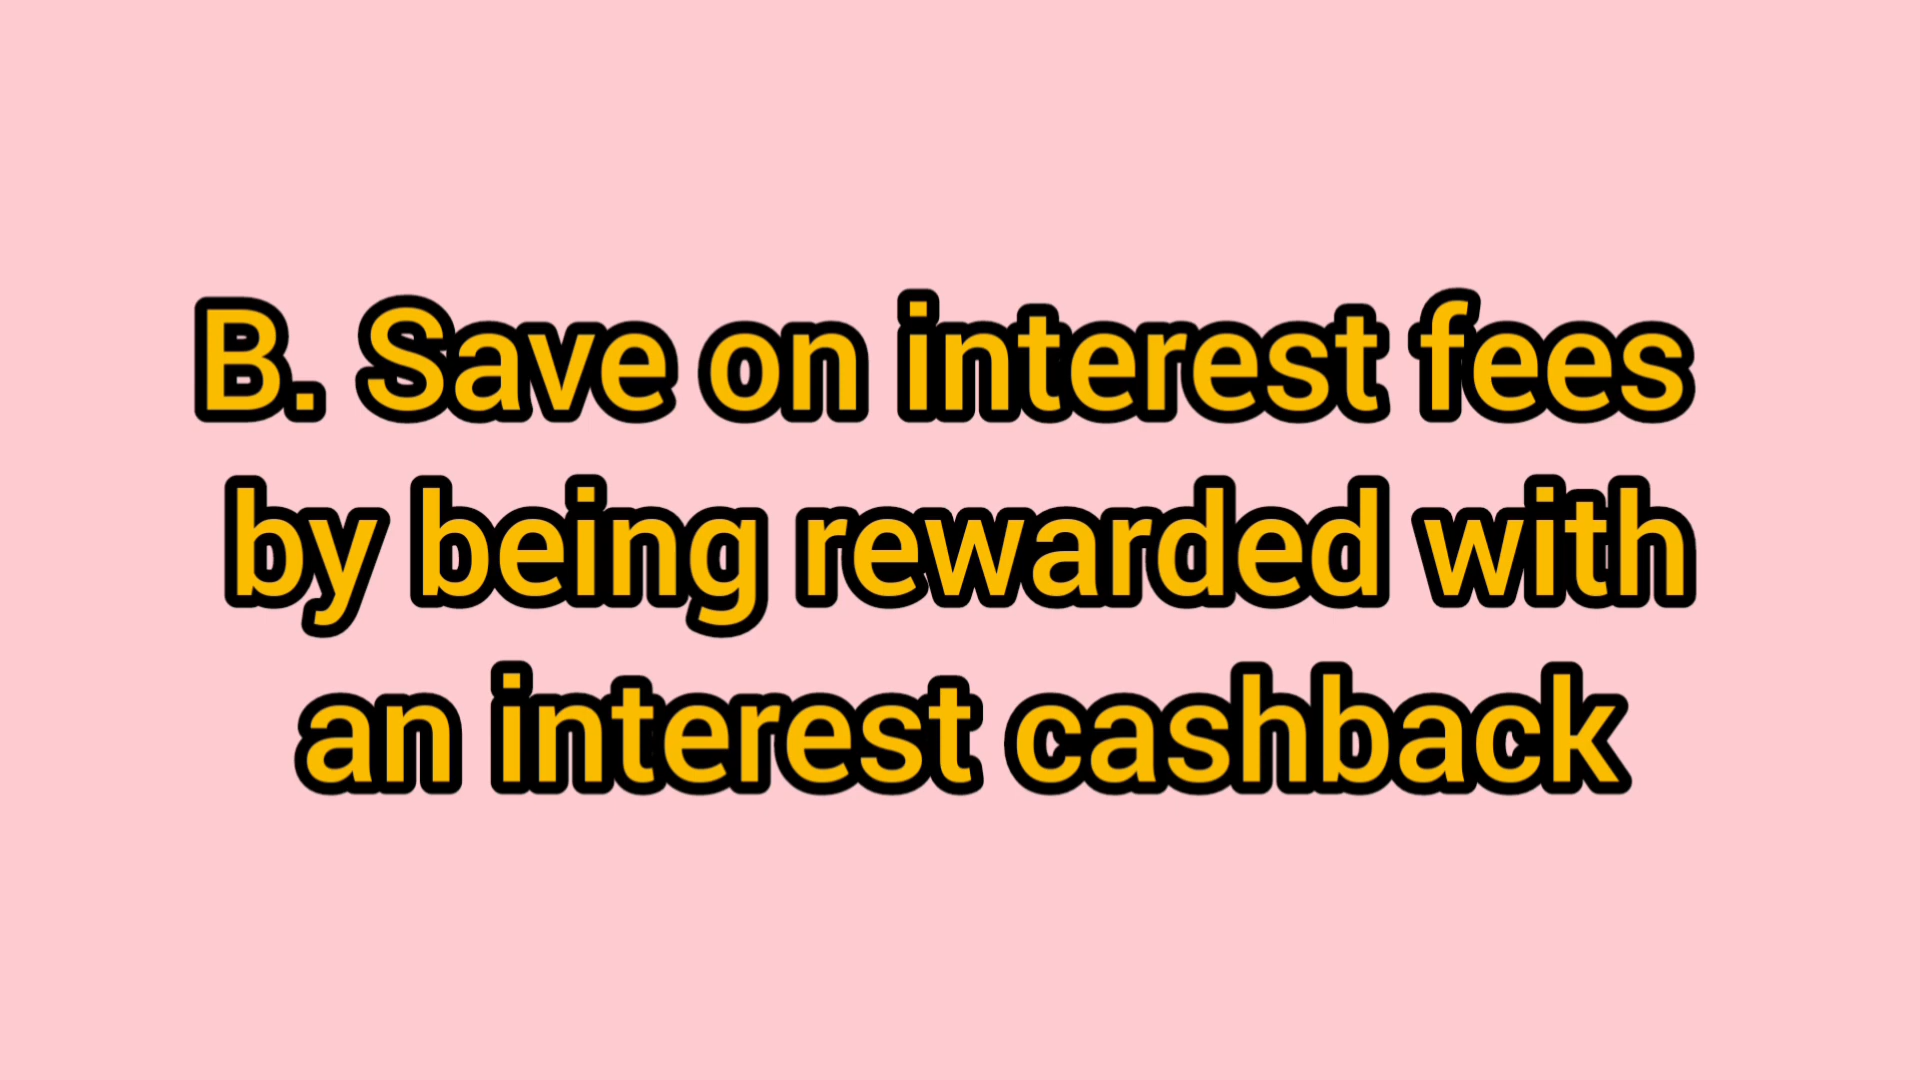 B. Save on interest fees
by being rewarded with
an interest cashback